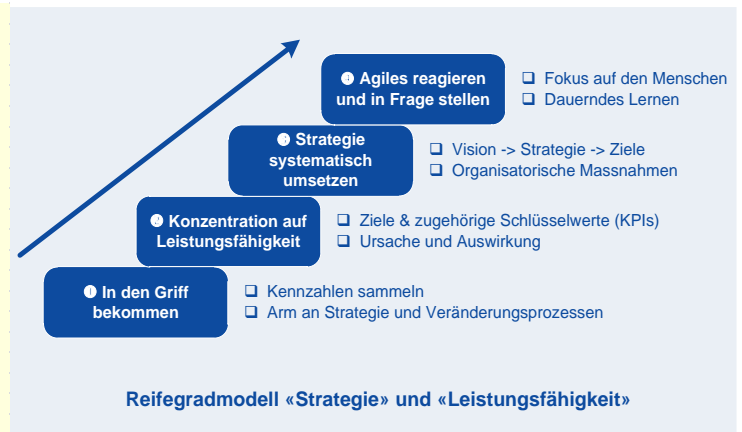 ❹ Agiles reagieren
und in Frage stellen
❑ Fokus auf den Menschen
❑ Dauerndes Lernen
❸ Strategie
systematisch
umsetzen
❑ Vision -> Strategie -> Ziele
❑ Organisatorische Massnahmen
❷ Konzentration auf
Leistungsfähigkeit
❑ Ziele & zugehörige Schlüsselwerte (KPIs)
❑ Ursache und Auswirkung
❶ In den Griff
bekommen
❑ Kennzahlen sammeln
❑ Arm an Strategie und Veränderungsprozessen
Reifegradmodell «Strategie» und «Leistungsfähigkeit»